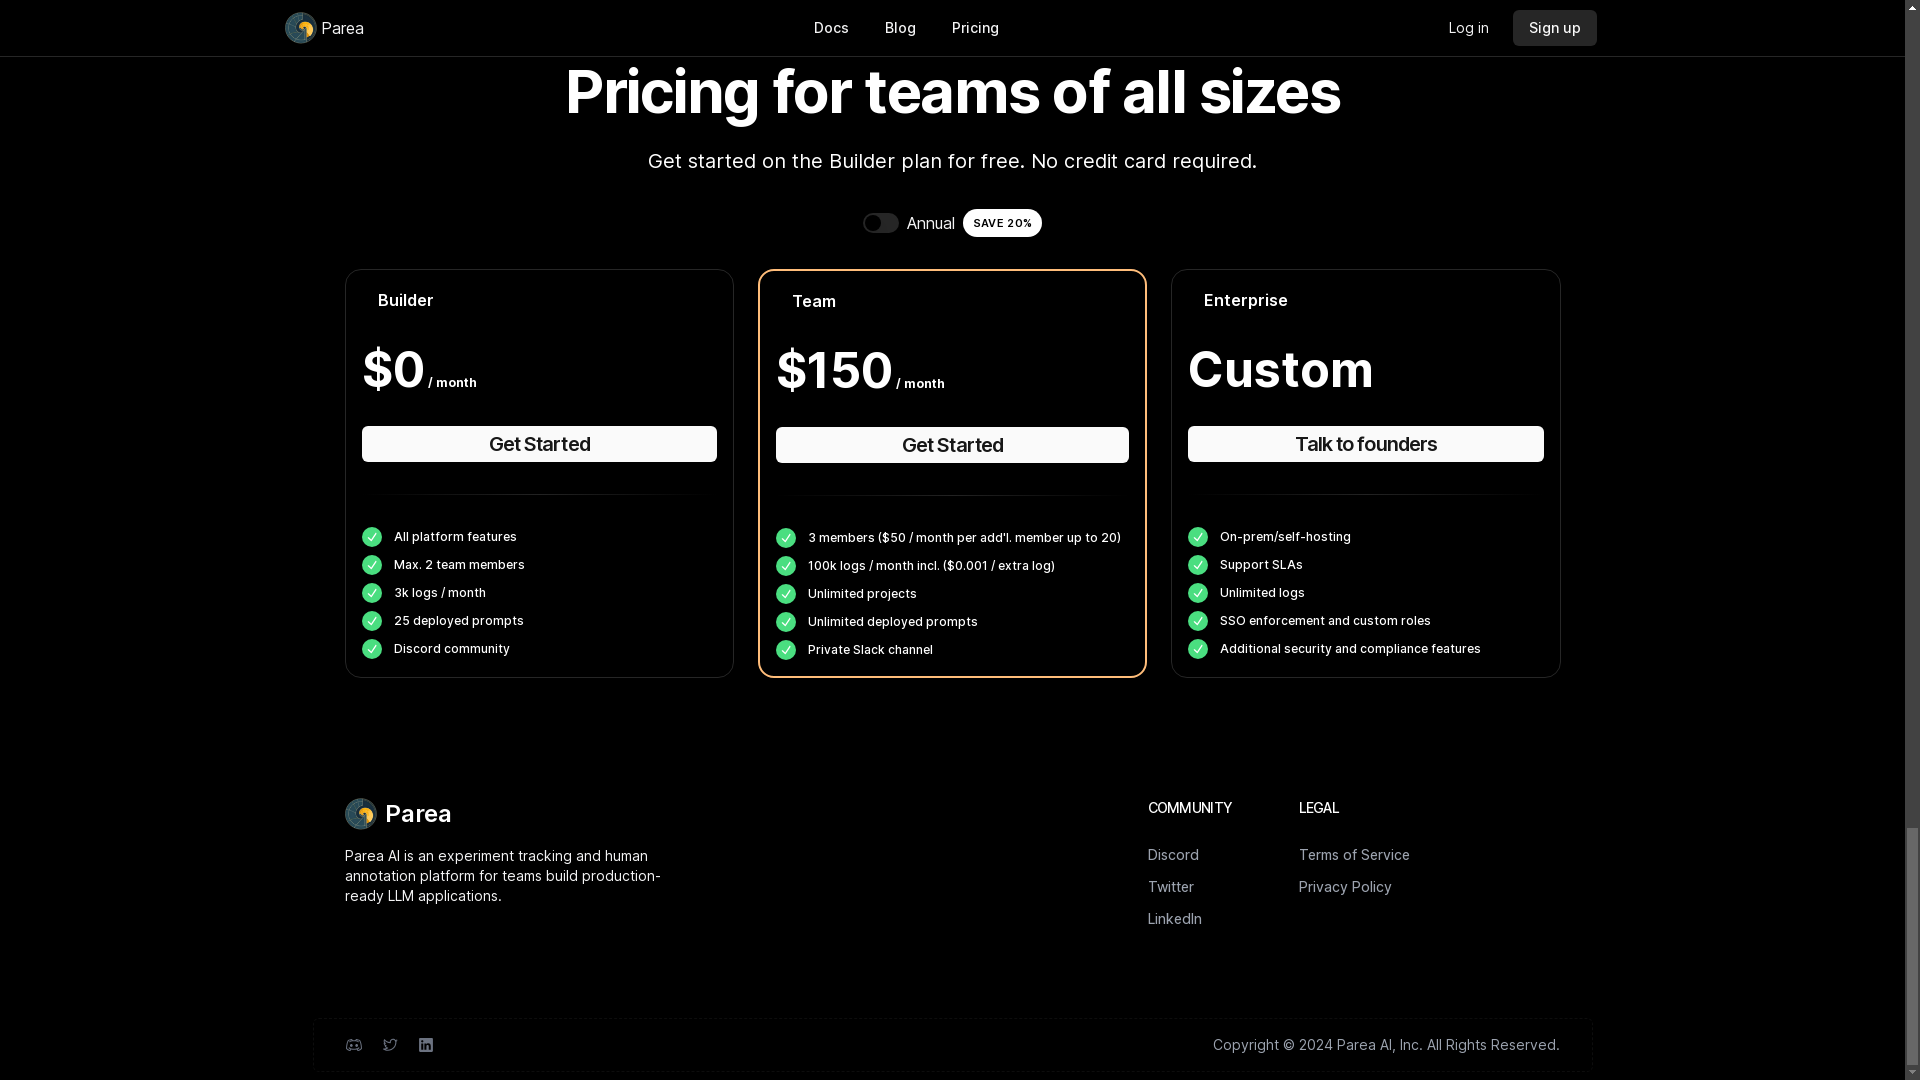 Parea
Docs
Blog
Pricing
Log in
Sign up
Pricing for teams of all sizes
Get started on the Builder plan for free. No credit card required.
Annual
SAVE 20%
Builder
$0 / month
Get Started
All platform features
Max. 2 team members
3k logs / month
25 deployed prompts
Discord community
Team
$150 / month
Get Started
3 members ($50 / month per add'l. member up to 20)
100k logs / month incl. ($0.001 / extra log)
Unlimited projects
Unlimited deployed prompts
Private Slack channel
Enterprise
Custom
Talk to founders
On-prem/self-hosting
Support SLAs
Unlimited logs
SSO enforcement and custom roles
Additional security and compliance features
Parea
Parea AI is an experiment tracking and human
annotation platform for teams build production-
ready LLM applications.
COMMUNITY
Discord
Twitter
LinkedIn
LEGAL
Terms of Service
Privacy Policy
Copyright © 2024 Parea AI, Inc. All Rights Reserved.